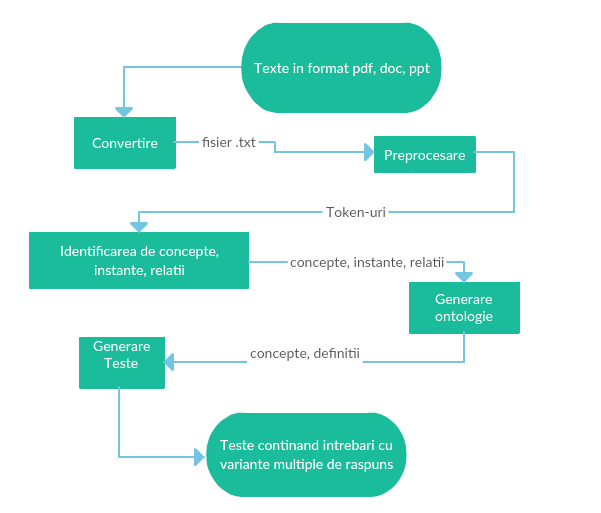 Texte in format pdf, doc, ppt
Convertire
fisier .txt
Preprocesare
Token-uri
Identificarea de concepte,
instante, relatii
concepte, instante, relatii
Generare
ontologie
concepte, definitii
Generare
Teste
Teste continand intrebari cu
variante multiple de raspuns